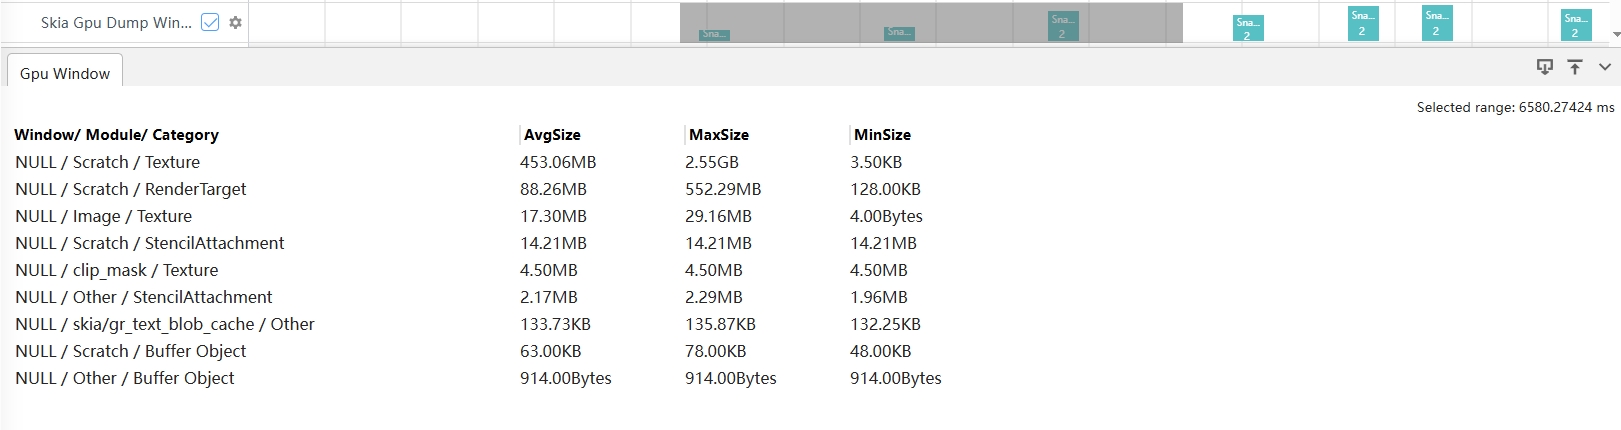 Skia Gpu Dump Win...
Sna... Sna... Sna... 2 Sna... 2 Sna... 2 Sna... 2 Sna... 2
Gpu Window
Selected range: 6580.27424 ms
Window/ Module/ Category AvgSize MaxSize MinSize
NULL / Scratch / Texture 453.06MB 2.55GB 3.50KB
NULL / Scratch / RenderTarget 88.26MB 552.29MB 128.00KB
NULL / Image / Texture 17.30MB 29.16MB 4.00Bytes
NULL / Scratch / StencilAttachment 14.21MB 14.21MB 14.21MB
NULL / clip_mask / Texture 4.50MB 4.50MB 4.50MB
NULL / Other / StencilAttachment 2.17MB 2.29MB 1.96MB
NULL / skia/gr_text_blob_cache / Other 133.73KB 135.87KB 132.25KB
NULL / Scratch / Buffer Object 63.00KB 78.00KB 48.00KB
NULL / Other / Buffer Object 914.00Bytes 914.00Bytes 914.00Bytes